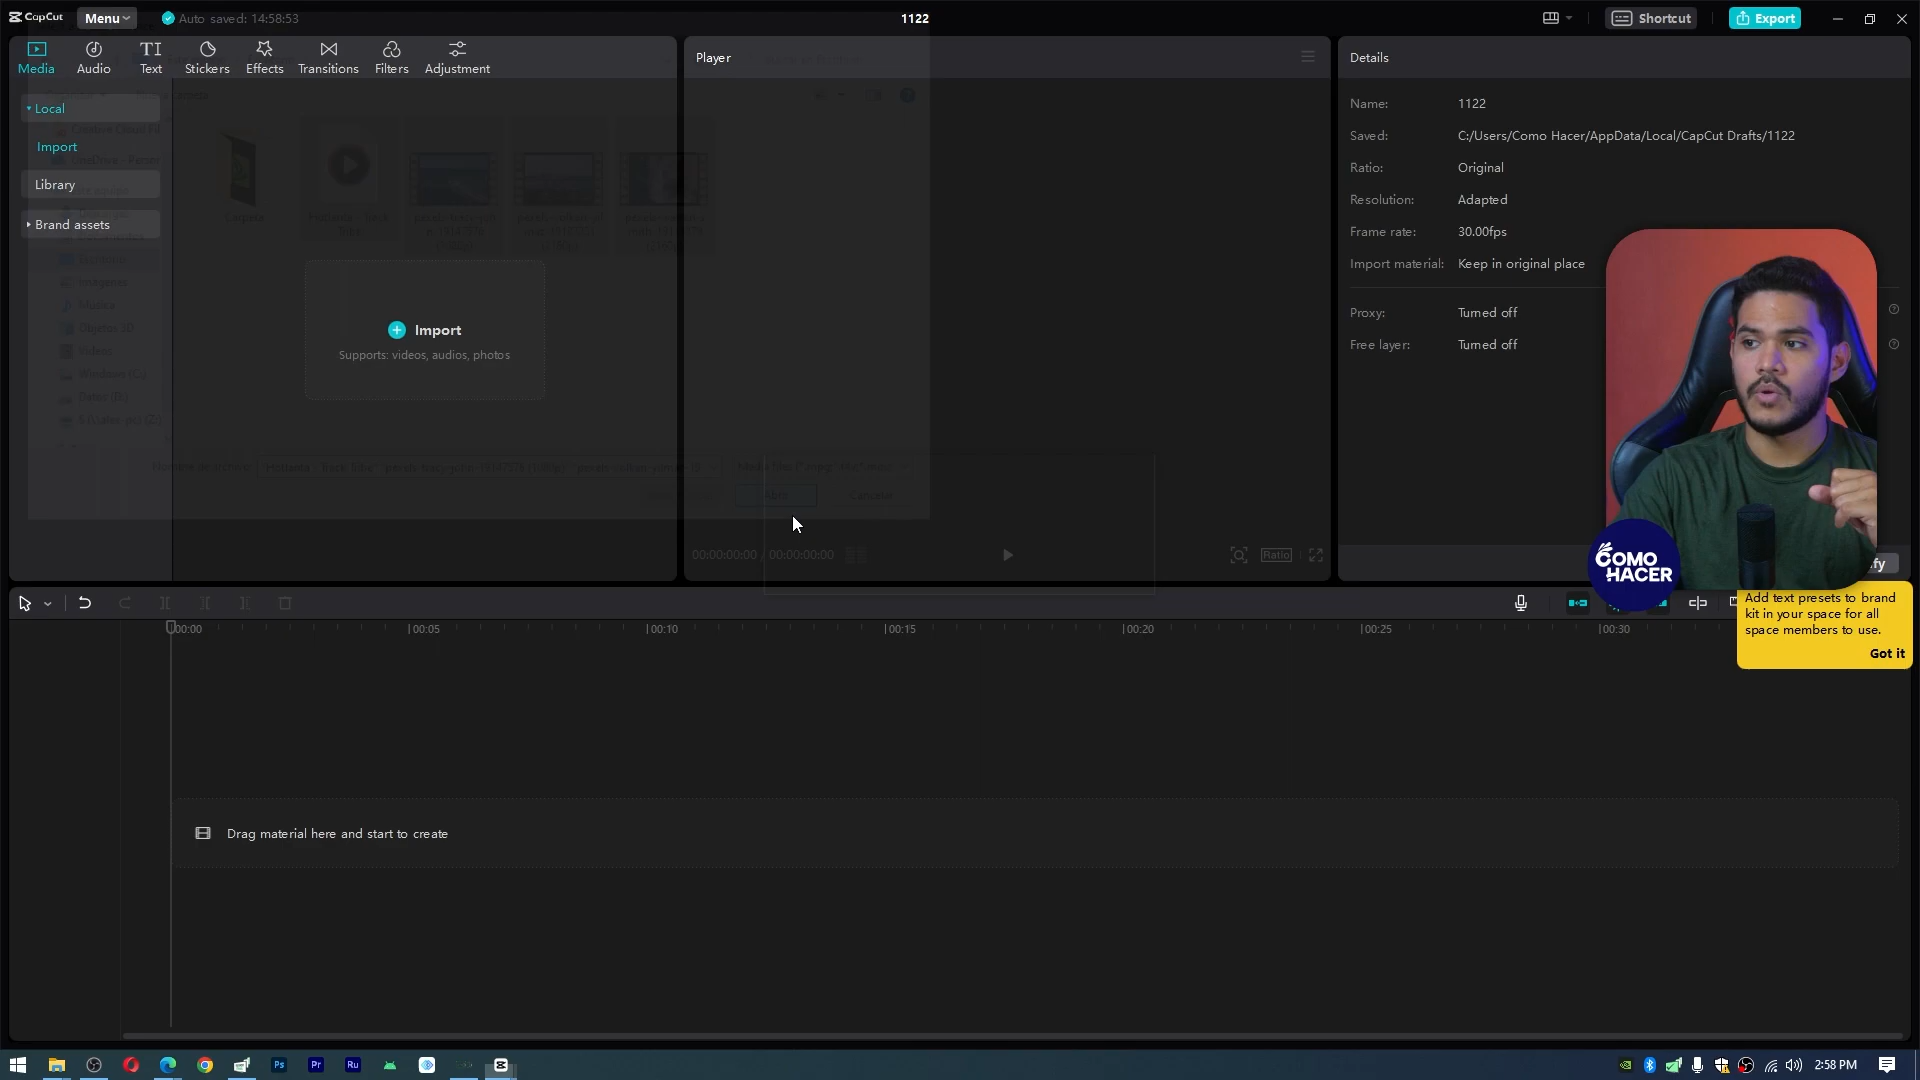 CapCut
Menu
Auto saved: 14:58:53
1122
Shortcut
Export
Media
Audio
Text
Stickers
Effects
Transitions
Filters
Adjustment
Player
Details
Local
Import
Library
Brand assets
Carpeta
Import
Supports: videos, audios, photos
Cancelar
00:00:00:00 / 00:00:00:00
Ratio
Name:
1122
Saved:
C:/Users/Como Hacer/AppData/Local/CapCut Drafts/1122
Ratio:
Original
Resolution:
Adapted
Frame rate:
30.00fps
Import material:
Keep in original place
Proxy:
Turned off
Free layer:
Turned off
COMO
HACER
Add text presets to brand
kit in your space for all
space members to use.
Got it
00:00
00:05
00:10
00:15
00:20
00:25
00:30
Drag material here and start to create
Ps
Pr
Ru
2:58 PM